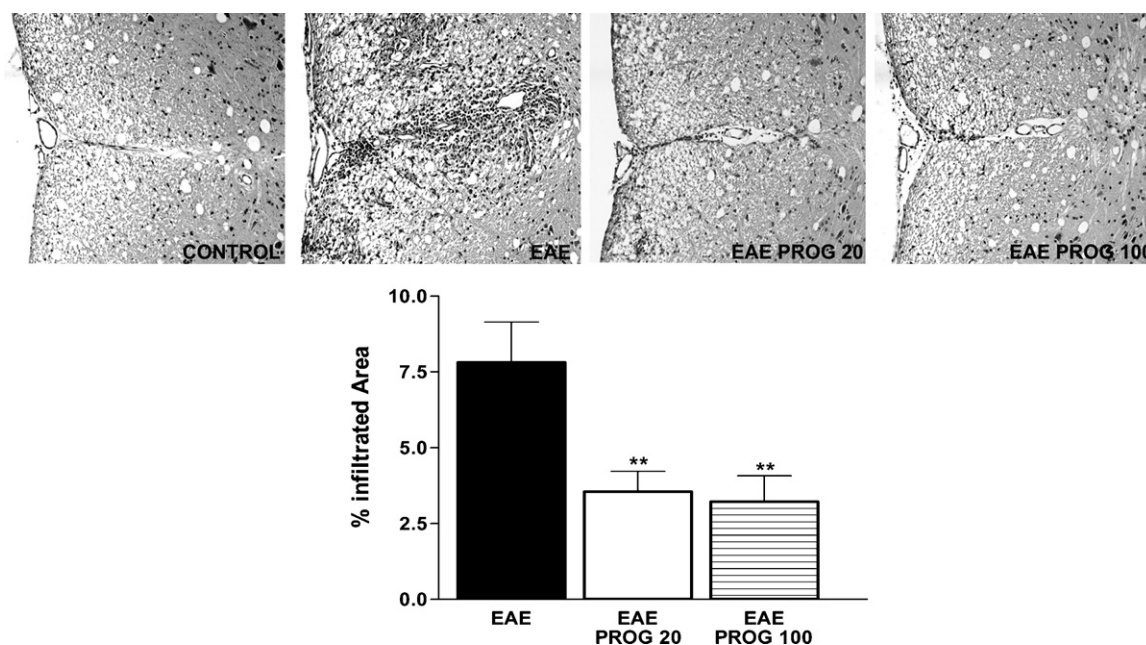 CONTROL
EAE
EAE PROG 20
EAE PROG 100
% infiltrated Area
10.0
7.5
5.0
2.5
0.0
**
**
EAE
EAE
PROG 20
EAE
PROG 100